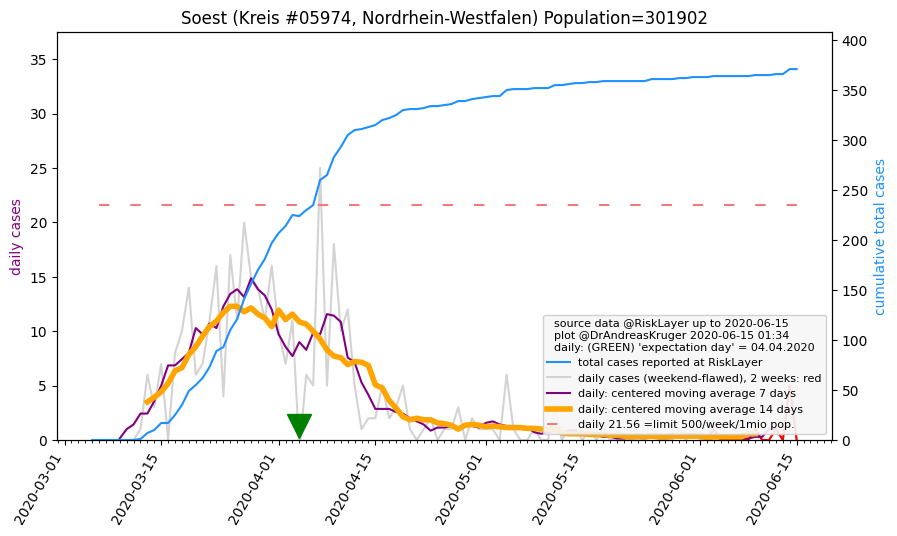 Soest (Kreis #05974, Nordrhein-Westfalen) Population=301902
daily cases
35
30
25
20
15
10
5
0
400
350
300
250
200
150
100
50
0
cumulative total cases
source data @RiskLayer up to 2020-06-15
plot @DrAndreasKruger 2020-06-15 01:34
daily: (GREEN) 'expectation day' = 04.04.2020
total cases reported at RiskLayer
daily cases (weekend-flawed), 2 weeks: red
daily: centered moving average 7 days
daily: centered moving average 14 days
daily 21.56 =limit 500/week/1mio pop.
2020-03-01
2020-03-15
2020-04-01
2020-04-15
2020-05-01
2020-05-15
2020-06-01
2020-06-15